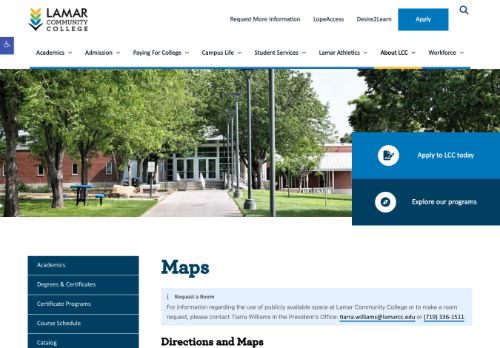 LAMAR
COMMUNITY
COLLEGE
Request More Information LopeAccess Desire2Learn Apply
Academics Admission Paying For College Campus Life Student Services Lamar Athletics About LCC Workforce
Apply to LCC today
Explore our programs
Academics
Degrees & Certificates
Certificate Programs
Course Schedule
Catalog
Maps
Request a Room
For information regarding the use of publicly available space at Lamar Community College or to make a room
request, please contact Tiarra Williams in the President's Office: tiarra.williams@lamarcc.edu or (719) 336-1511.
Directions and Maps